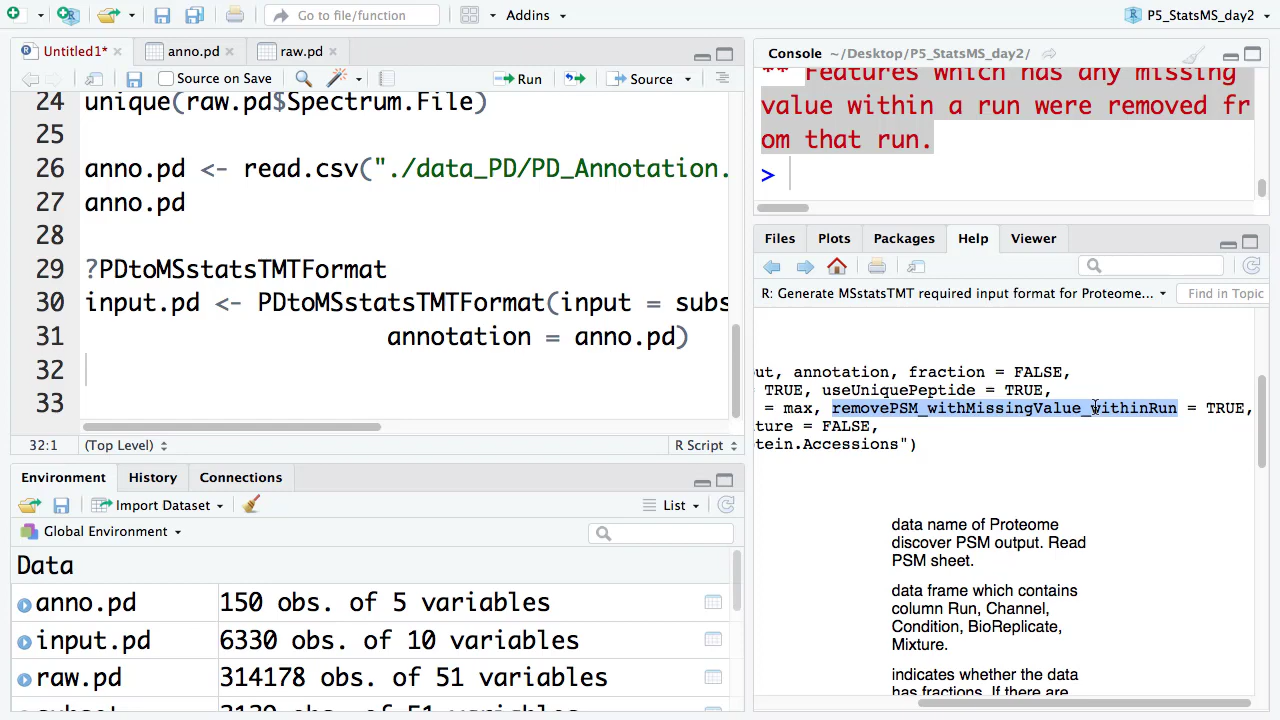 Go to file/function
Addins
P5_StatsMS_day2
Untitled1*
anno.pd
raw.pd
Source on Save
Run
Source
24 unique(raw.pd$Spectrum.File)
25
26 anno.pd <- read.csv("./data_PD/PD_Annotation.
27 anno.pd
28
29 ?PDtoMSstatsTMTFormat
30 input.pd <- PDtoMSstatsTMTFormat(input = subs
31 annotation = anno.pd)
32
33
32:1 (Top Level) R Script
Environment History Connections
Import Dataset List
Global Environment
Data
anno.pd 150 obs. of 5 variables
input.pd 6330 obs. of 10 variables
raw.pd 314178 obs. of 51 variables
Console ~/Desktop/P5_StatsMS_day2/
** Features which has any missing
value within a run were removed fr
om that run.
>
Files Plots Packages Help Viewer
R: Generate MSstatsTMT required input format for Proteome... Find in Topic
out, annotation, fraction = FALSE,
= TRUE, useUniquePeptide = TRUE,
= max, removePSM_withMissingValue_withinRun = TRUE,
ture = FALSE,
tein.Accessions")
data name of Proteome
discover PSM output. Read
PSM sheet.
data frame which contains
column Run, Channel,
Condition, BioReplicate,
Mixture.
indicates whether the data
has fractions. If there are